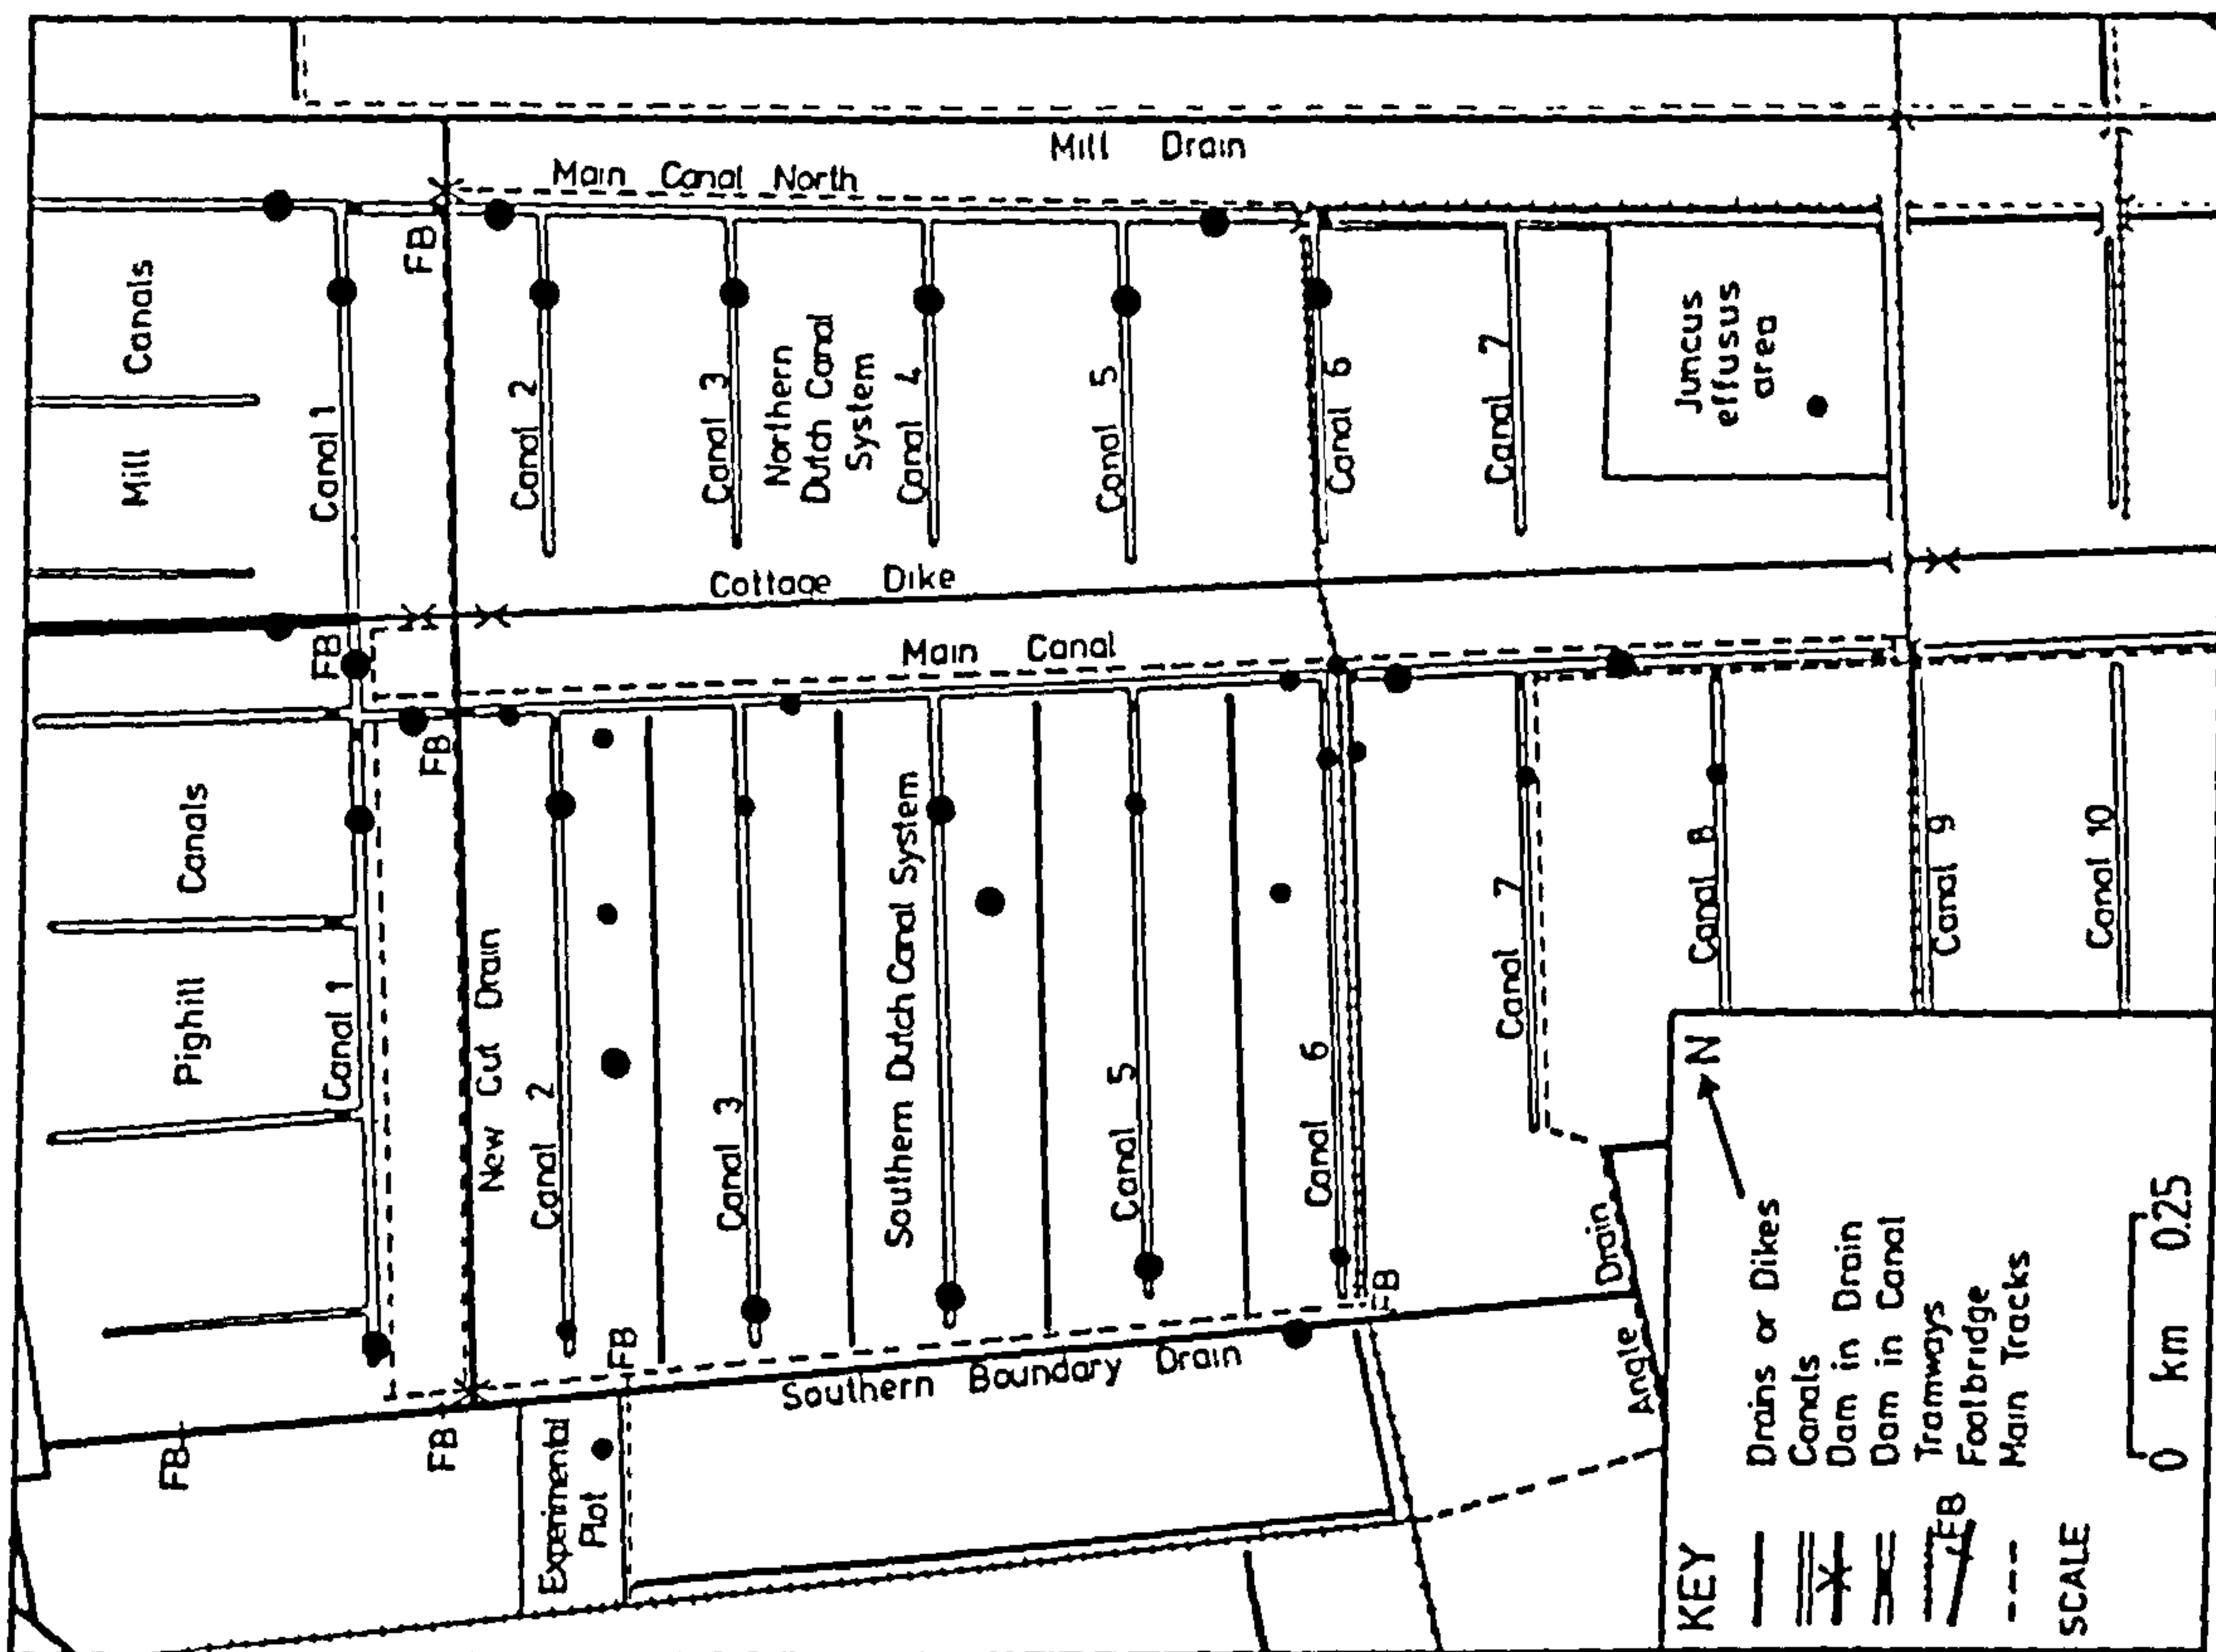 Mill Drain
Main Canal North
FB
Mill Canals
Canal 1
Canal 2
Canal 3
Northern
Dutch Canal
System
Canal 4
Canal 5
Canal 6
Canal 7
Juncus
effusus
area
Cottage Dike
FB
Main Canal
FB
Pighill Canals
Canal 1
New Cut Drain
Canal 2
Canal 3
Southern Dutch Canal System
Canal 5
Canal 6
Canal 7
Canal 8
Canal 9
Canal 10
FB
FB
Southern Boundary Drain
FB
FB
Angle Drain
Experimental
Plot
N
KEY
Drains or Dikes
Canals
Dam in Drain
Dam in Canal
Tramways
FB Footbridge
Main Tracks
SCALE
0 km 0.25